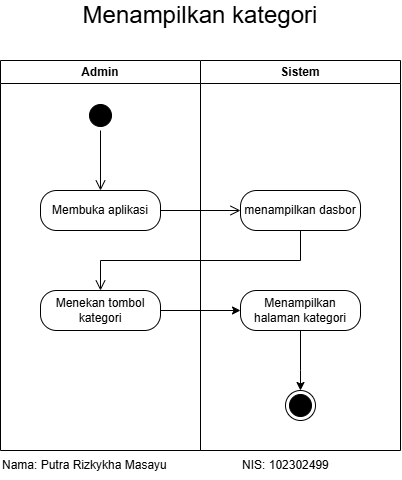 Menampilkan kategori
Admin
Sistem
Membuka aplikasi
menampilkan dasbor
Menekan tombol
kategori
Menampilkan
halaman kategori
Nama: Putra Rizkykha Masayu
NIS: 102302499